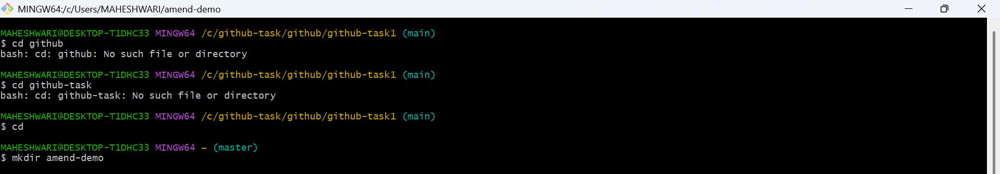 MINGW64:/c/Users/MAHESHWARI/amend-demo
MAHESHWARI@DESKTOP-T1DHC33 MINGW64 /c/github-task/github/github-task1 (main)
$ cd github
bash: cd: github: No such file or directory
MAHESHWARI@DESKTOP-T1DHC33 MINGW64 /c/github-task/github/github-task1 (main)
$ cd github-task
bash: cd: github-task: No such file or directory
MAHESHWARI@DESKTOP-T1DHC33 MINGW64 /c/github-task/github/github-task1 (main)
$ cd
MAHESHWARI@DESKTOP-T1DHC33 MINGW64 ~ (master)
$ mkdir amend-demo